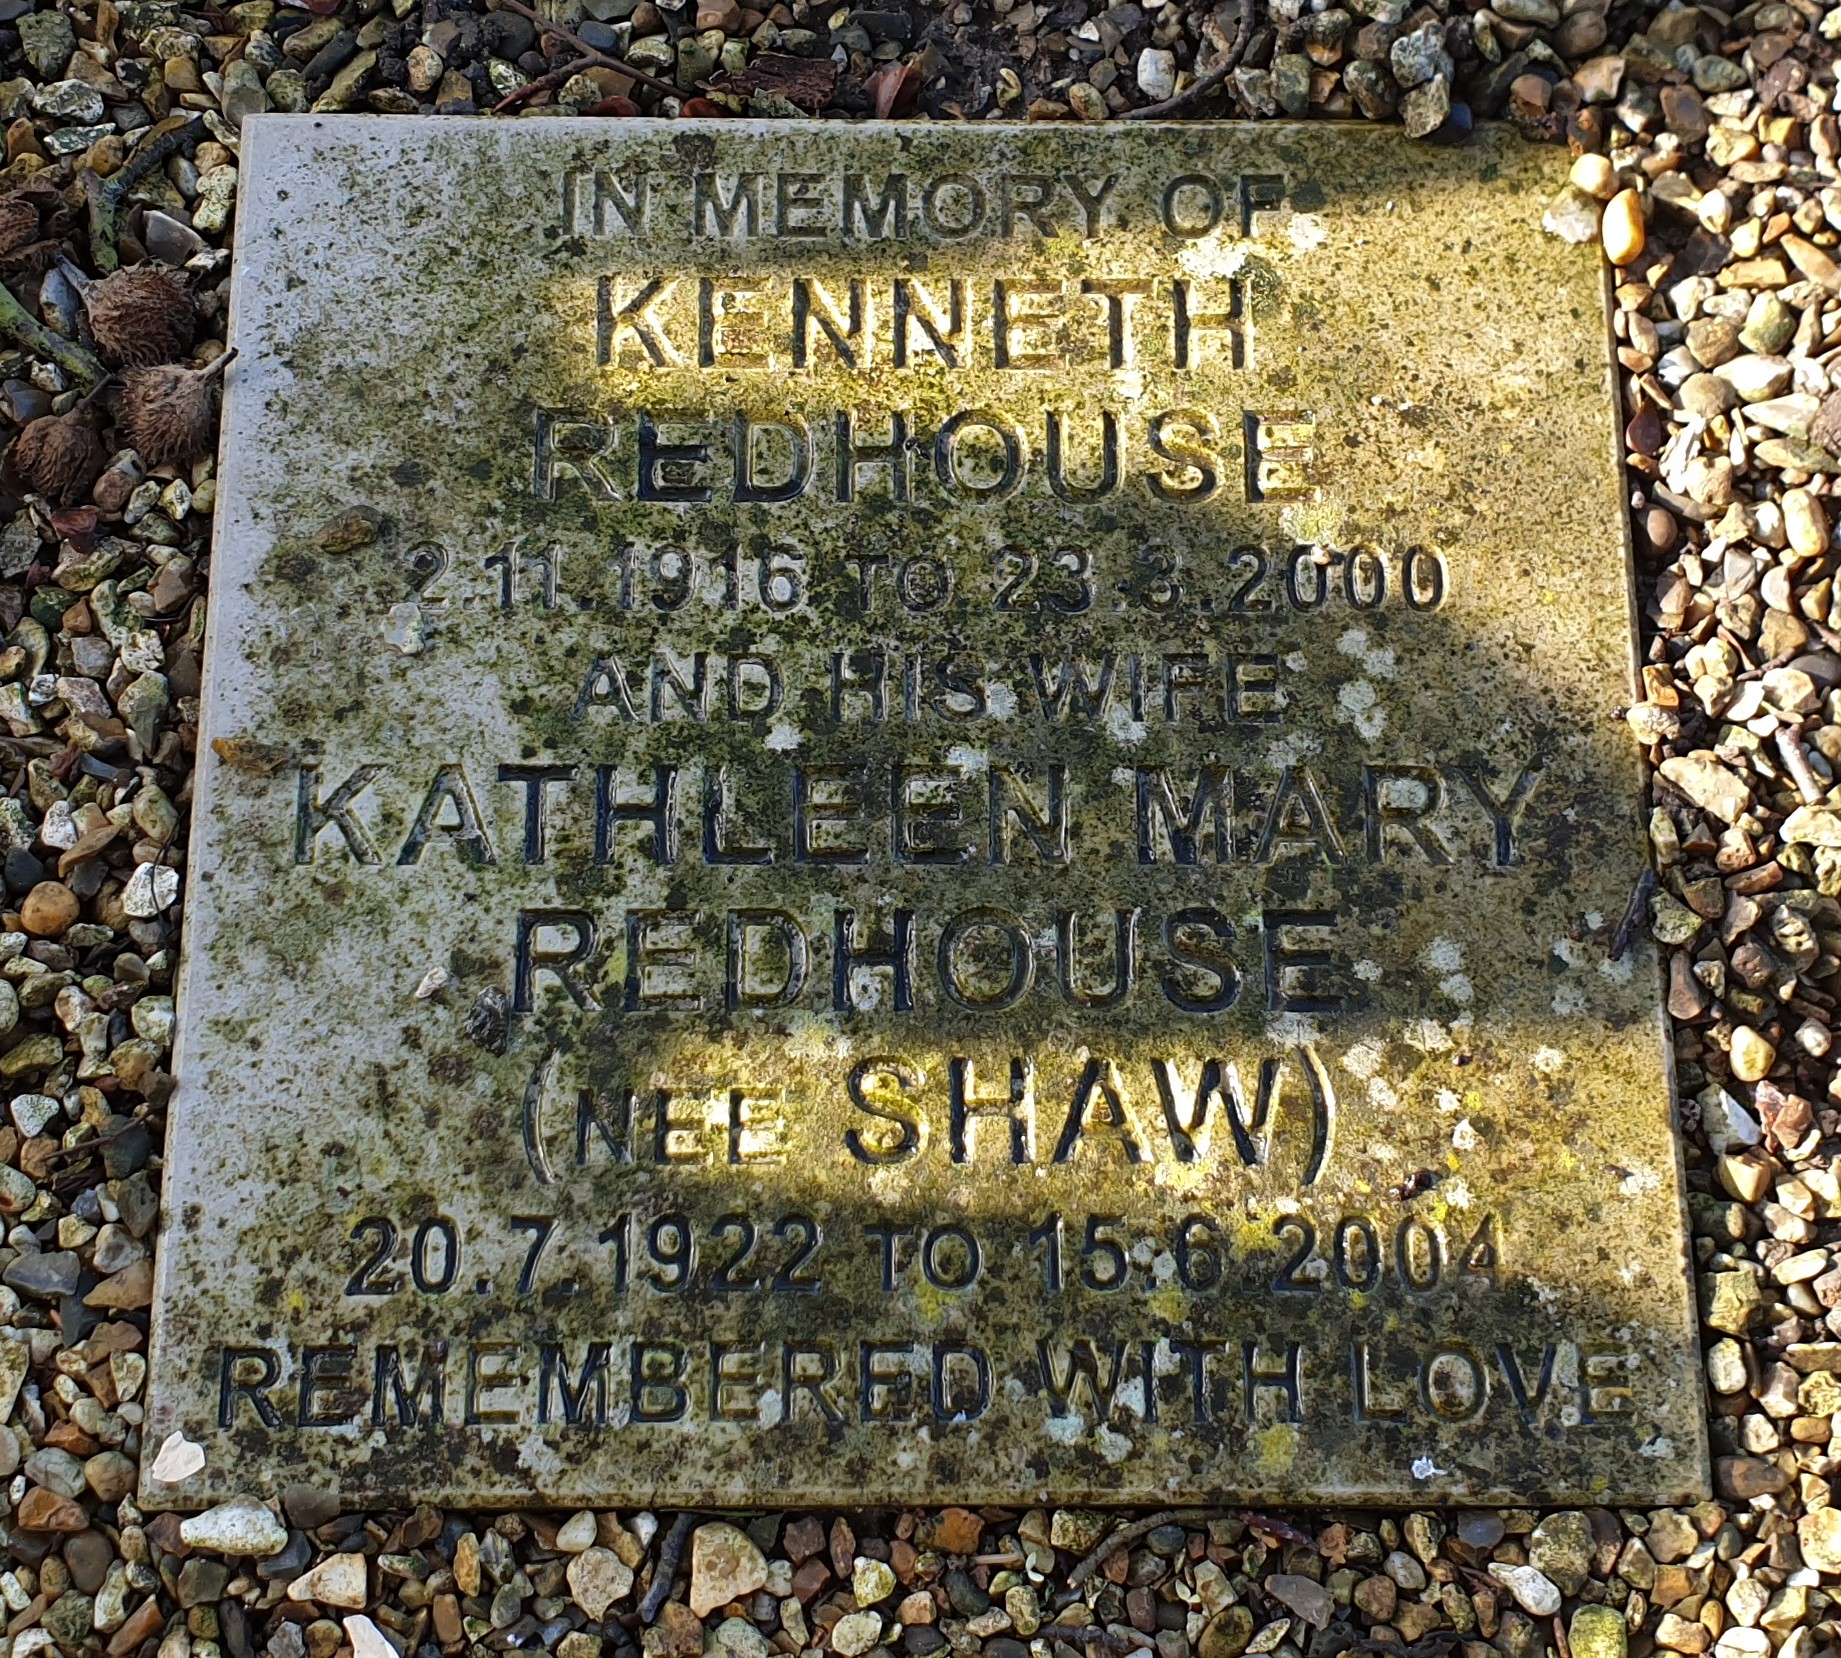 IN MEMORY OF
KENNETH
REDHOUSE
2.11.1916 TO 23.3.2000
AND HIS WIFE
KATHLEEN MARY
REDHOUSE
(NEE SHAW)
20.7.1922 TO 15.6.2004
REMEMBERED WITH LOVE